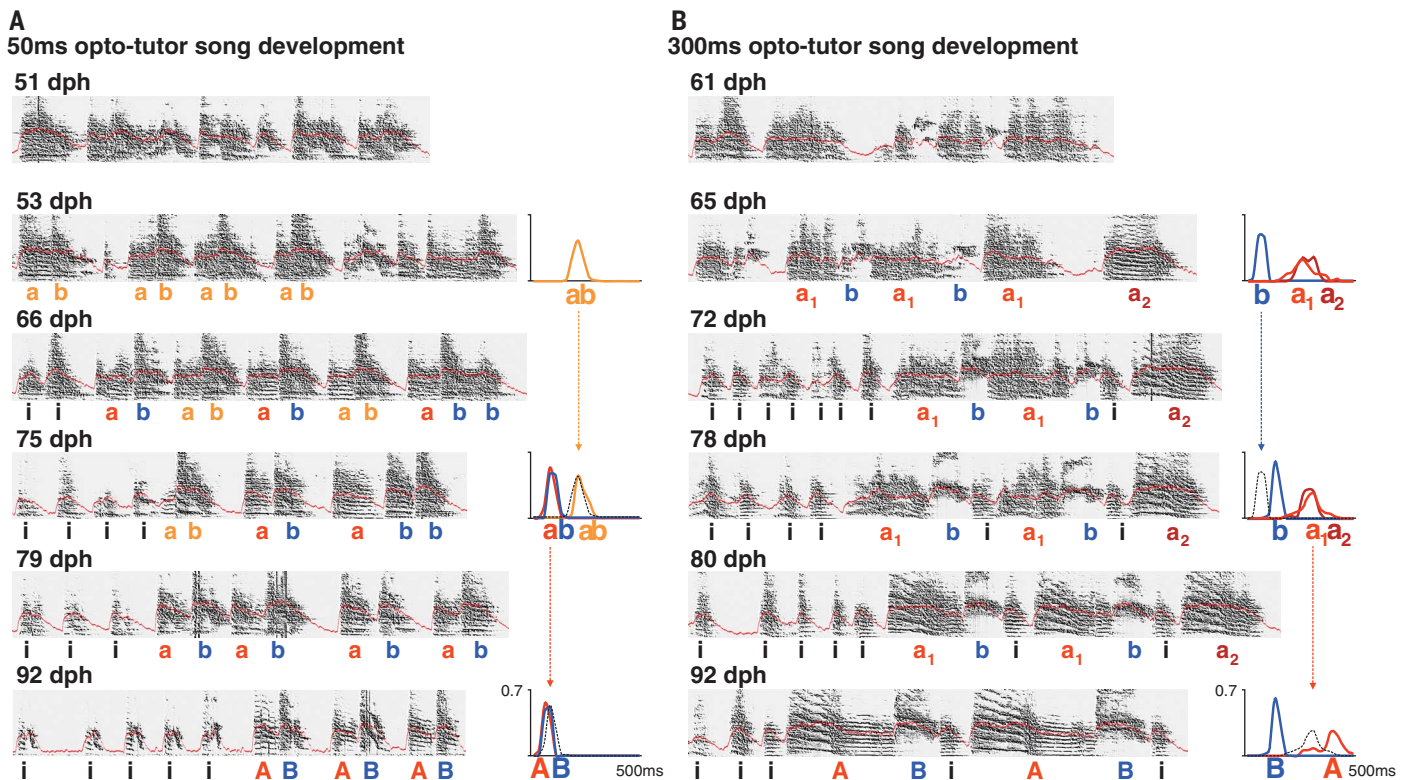 A
50ms opto-tutor song development
51 dph
53 dph
a b a b a b a b
ab
66 dph
i i a b a b a b a b a b b
75 dph
i i i i a b a b a b b
ab ab
79 dph
i i i a b a b a b a b
92 dph
0.7
i i i i i A B A B A B
A B 500ms
B
300ms opto-tutor song development
61 dph
65 dph
a₁ b a₁ b a₁ a₂
b a₁ a₂
72 dph
i i i i i i i a₁ b a₁ b i a₂
78 dph
i i i i a₁ b i a₁ b i a₂
b a₁ a₂
80 dph
i i i i i a₁ b i a₁ b i a₂
92 dph
0.7
i i i A B i A B i
B A 500ms